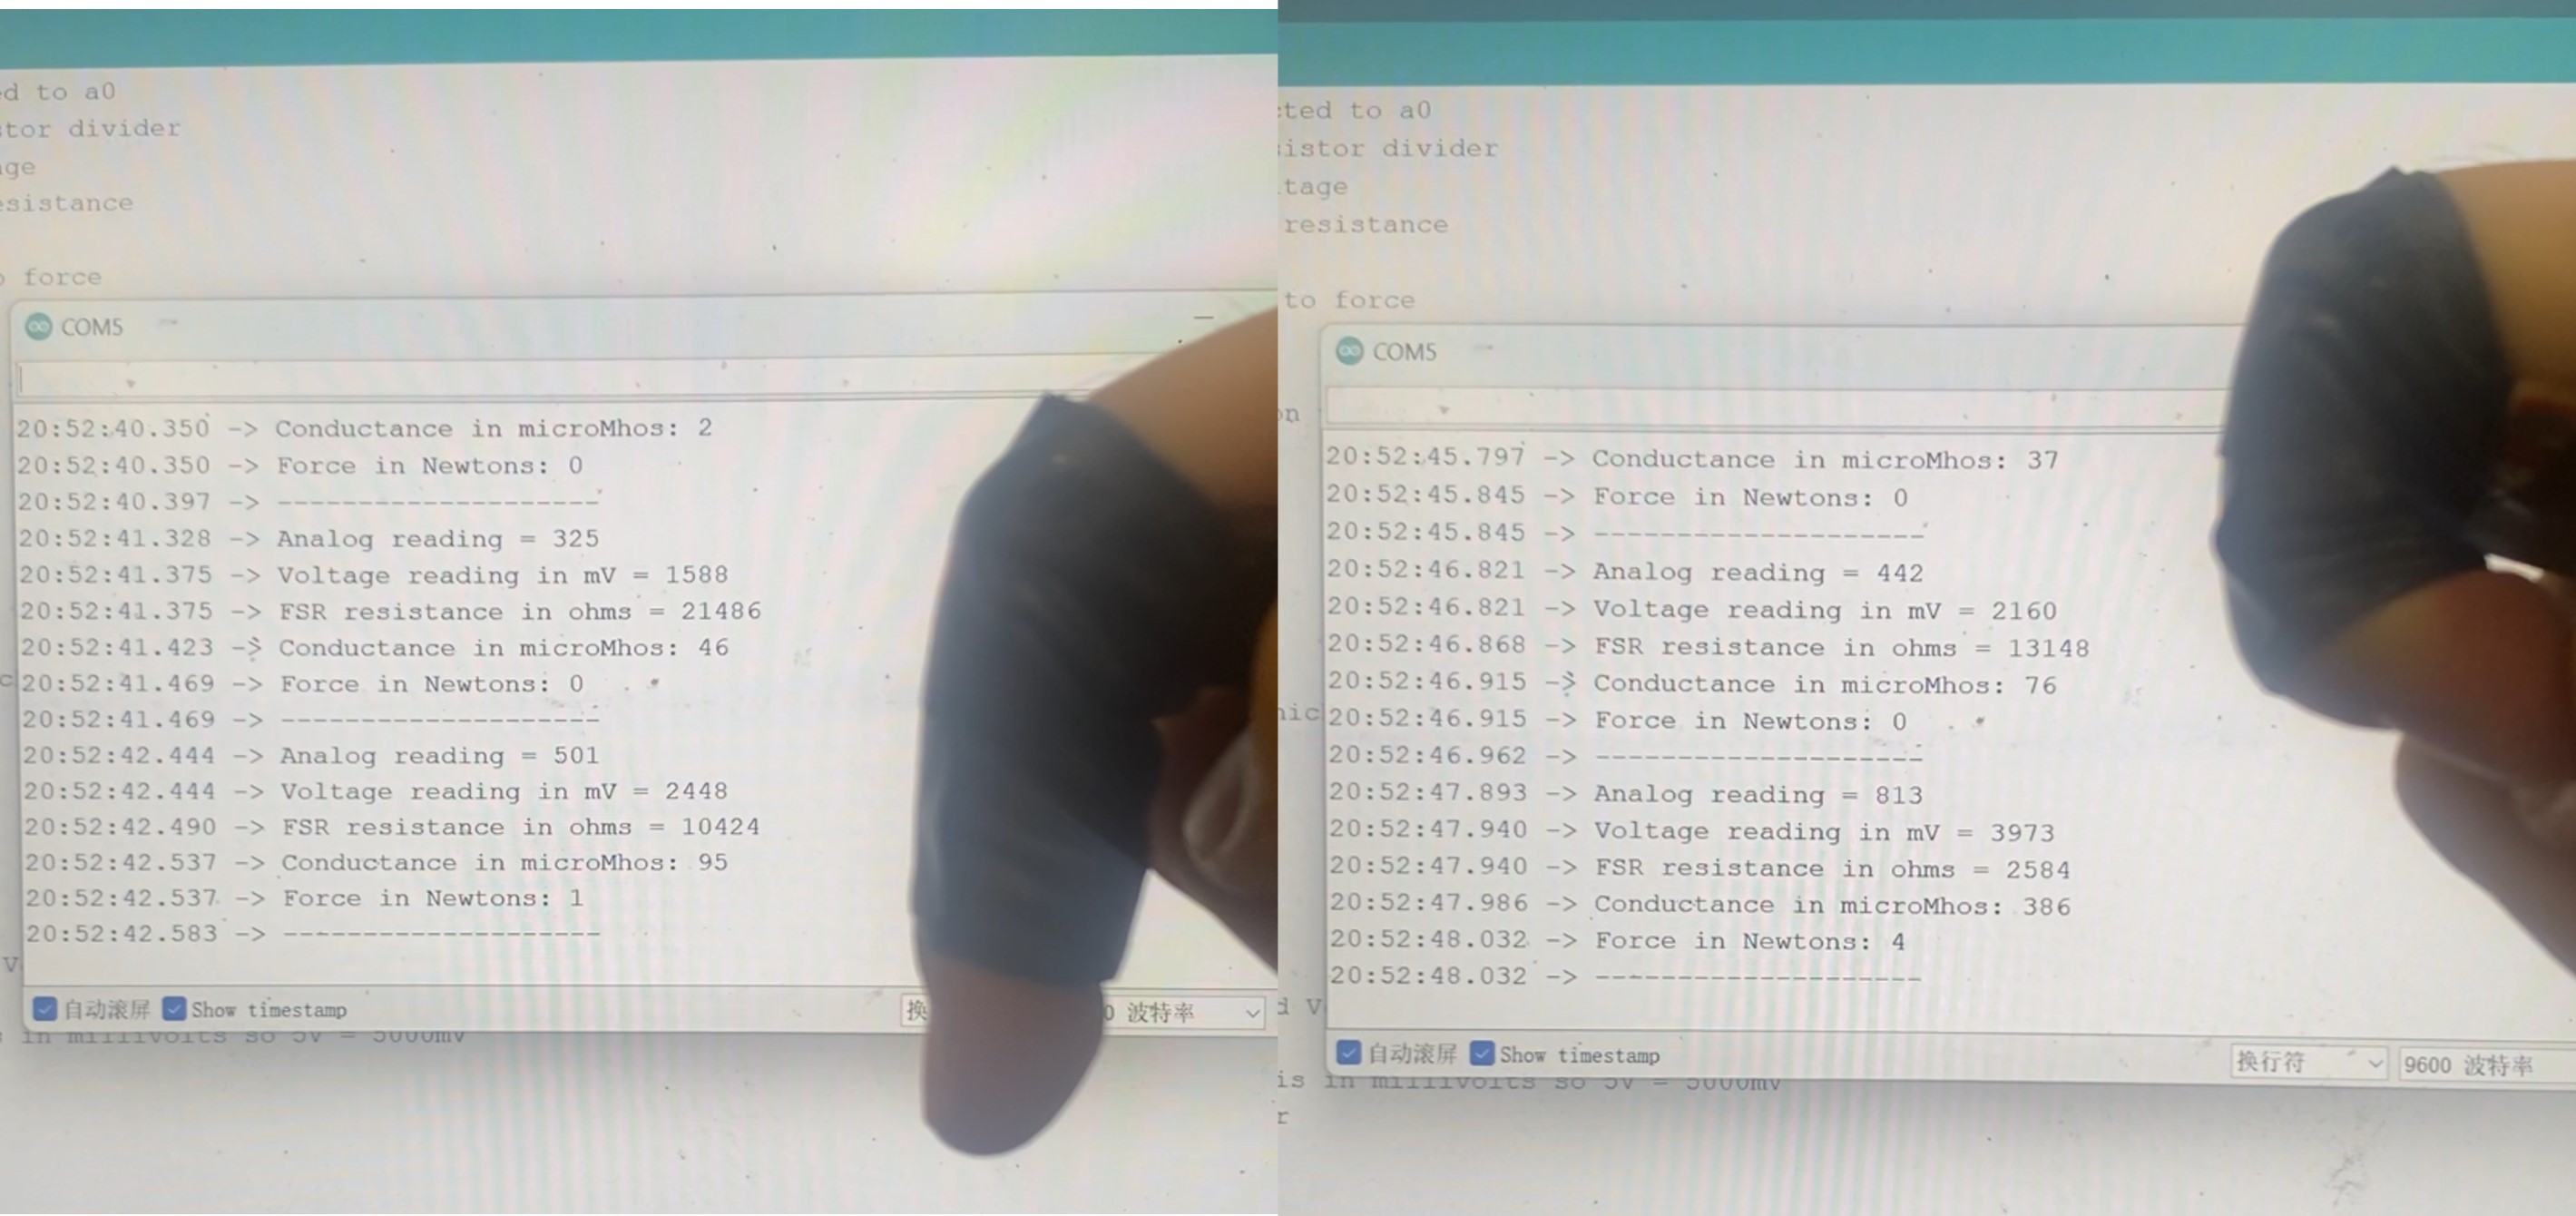 d to a0
stor divider
age
esistance
o force
COM5
20:52:40.350 -> Conductance in microMhos: 2
20:52:40.350 -> Force in Newtons: 0
20:52:40.397 -> --------------------
20:52:41.328 -> Analog reading = 325
20:52:41.375 -> Voltage reading in mV = 1588
20:52:41.375 -> FSR resistance in ohms = 21486
20:52:41.423 -> Conductance in microMhos: 46
20:52:41.469 -> Force in Newtons: 0
20:52:41.469 -> --------------------
20:52:42.444 -> Analog reading = 501
20:52:42.444 -> Voltage reading in mV = 2448
20:52:42.490 -> FSR resistance in ohms = 10424
20:52:42.537 -> Conductance in microMhos: 95
20:52:42.537 -> Force in Newtons: 1
20:52:42.583 -> --------------------
自动滚屏 Show timestamp 换 0 波特率
in millivolts so 5V = 5000mV
cted to a0
istor divider
tage
resistance
to force
COM5
on
20:52:45.797 -> Conductance in microMhos: 37
20:52:45.845 -> Force in Newtons: 0
20:52:45.845 -> --------------------
20:52:46.821 -> Analog reading = 442
20:52:46.821 -> Voltage reading in mV = 2160
20:52:46.868 -> FSR resistance in ohms = 13148
20:52:46.915 -> Conductance in microMhos: 76
20:52:46.915 -> Force in Newtons: 0
20:52:46.962 -> --------------------
20:52:47.893 -> Analog reading = 813
20:52:47.940 -> Voltage reading in mV = 3973
20:52:47.940 -> FSR resistance in ohms = 2584
20:52:47.986 -> Conductance in microMhos: 386
20:52:48.032 -> Force in Newtons: 4
20:52:48.032 -> --------------------
d V
自动滚屏 Show timestamp 换行符 9600 波特率
is in millivolts so 5V = 5000mV
r